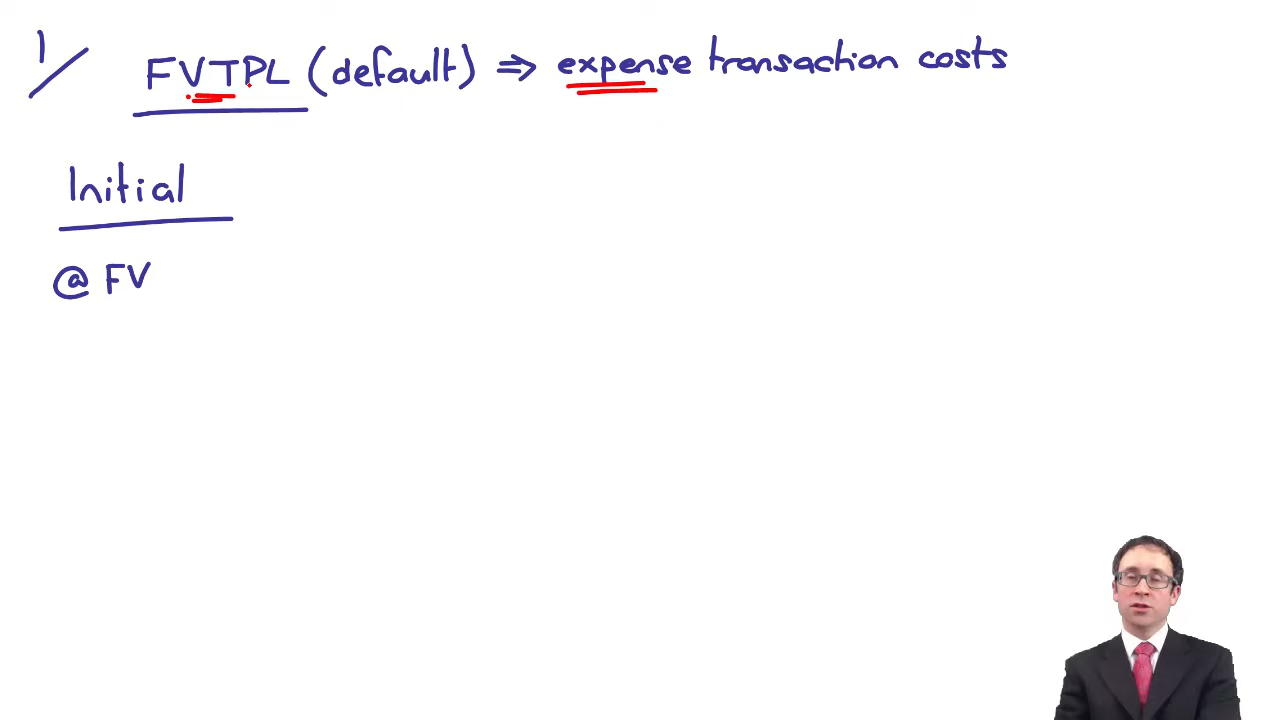 1/ FVTPL (default) ⇒ expense transaction costs
Initial
@ FV